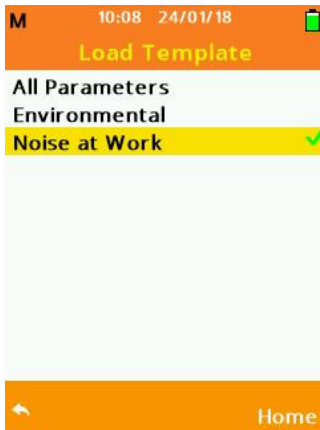 M 10:08 24/01/18
Load Template
All Parameters
Environmental
Noise at Work
Home